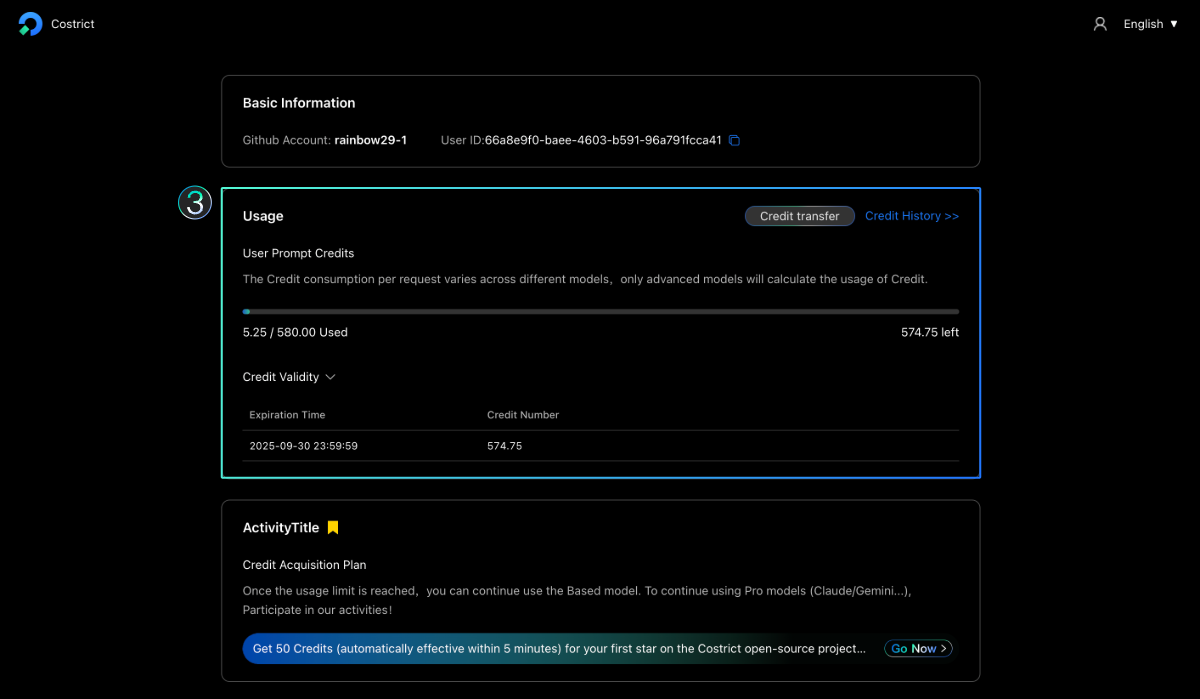 Costrict
English ▼
Basic Information
Github Account: rainbow29-1 User ID:66a8e9f0-baee-4603-b591-96a791fcca41
3
Usage Credit transfer Credit History >>
User Prompt Credits
The Credit consumption per request varies across different models，only advanced models will calculate the usage of Credit.
5.25 / 580.00 Used 574.75 left
Credit Validity
Expiration Time Credit Number
2025-09-30 23:59:59 574.75
ActivityTitle
Credit Acquisition Plan
Once the usage limit is reached，you can continue use the Based model. To continue using Pro models (Claude/Gemini...),
Participate in our activities！
Get 50 Credits (automatically effective within 5 minutes) for your first star on the Costrict open-source project... Go Now >